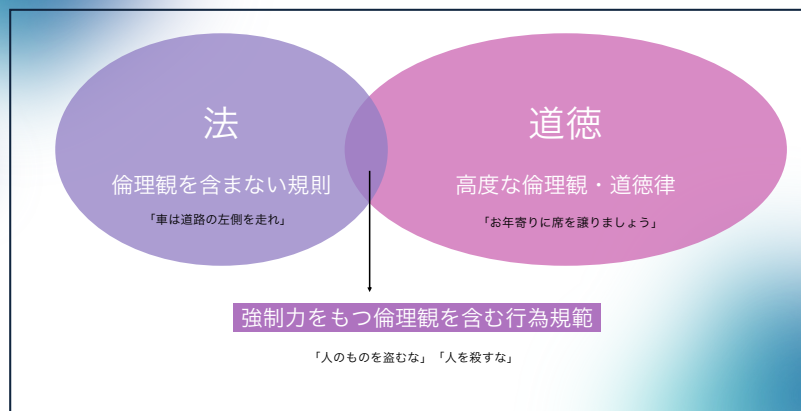 法
倫理観を含まない規則
「車は道路の左側を走れ」
道徳
高度な倫理観・道徳律
「お年寄りに席を譲りましょう」
強制力をもつ倫理観を含む行為規範
「人のものを盗むな」「人を殺すな」